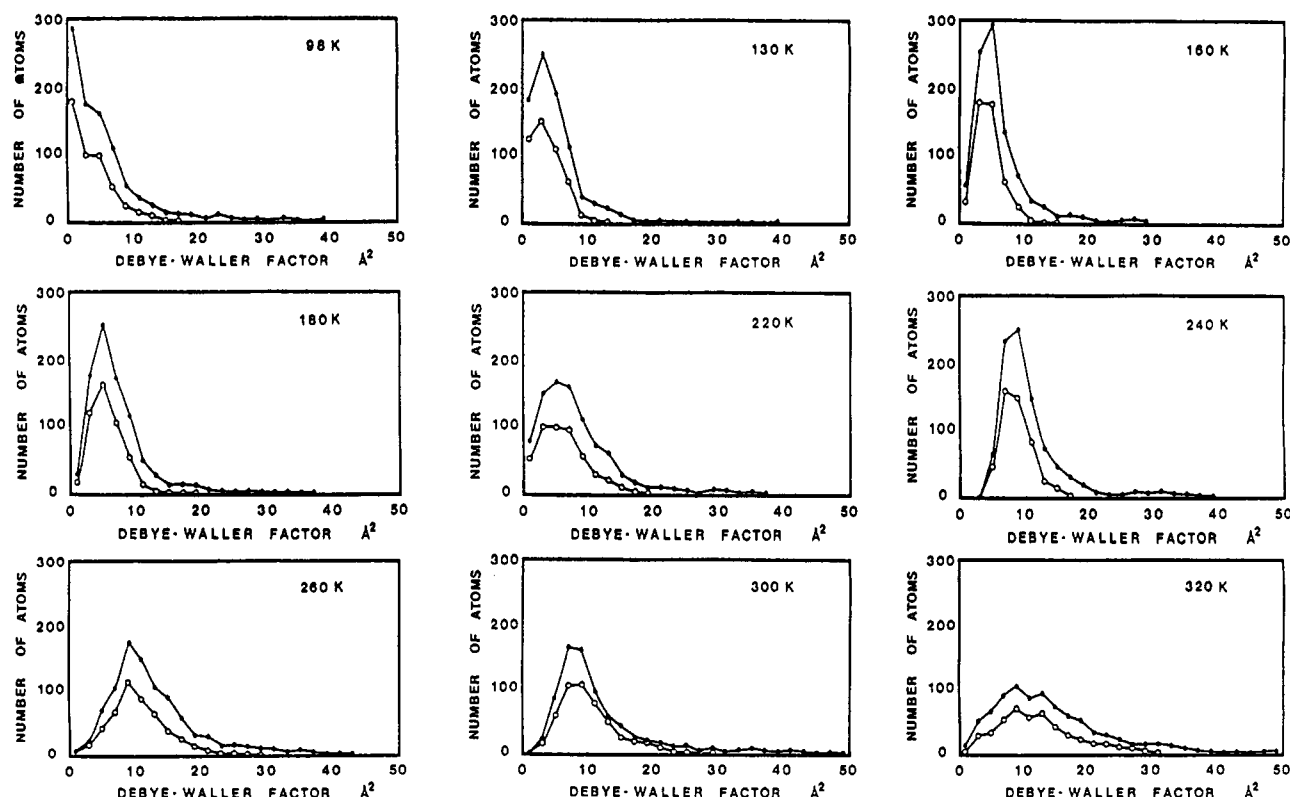 NUMBER OF ATOMS
300
200
100
0
98 K
0 10 20 30 40 50
DEBYE-WALLER FACTOR Å²
NUMBER OF ATOMS
300
200
100
0
130 K
0 10 20 30 40 50
DEBYE-WALLER FACTOR Å²
NUMBER OF ATOMS
300
200
100
0
160 K
0 10 20 30 40 50
DEBYE-WALLER FACTOR Å²
NUMBER OF ATOMS
300
200
100
0
180 K
0 10 20 30 40 50
DEBYE-WALLER FACTOR Å²
NUMBER OF ATOMS
300
200
100
0
220 K
0 10 20 30 40 50
DEBYE-WALLER FACTOR Å²
NUMBER OF ATOMS
300
200
100
0
240 K
0 10 20 30 40 50
DEBYE-WALLER FACTOR Å²
NUMBER OF ATOMS
300
200
100
0
260 K
0 10 20 30 40 50
DEBYE-WALLER FACTOR Å²
NUMBER OF ATOMS
300
200
100
0
300 K
0 10 20 30 40 50
DEBYE-WALLER FACTOR Å²
NUMBER OF ATOMS
300
200
100
0
320 K
0 10 20 30 40 50
DEBYE-WALLER FACTOR Å²